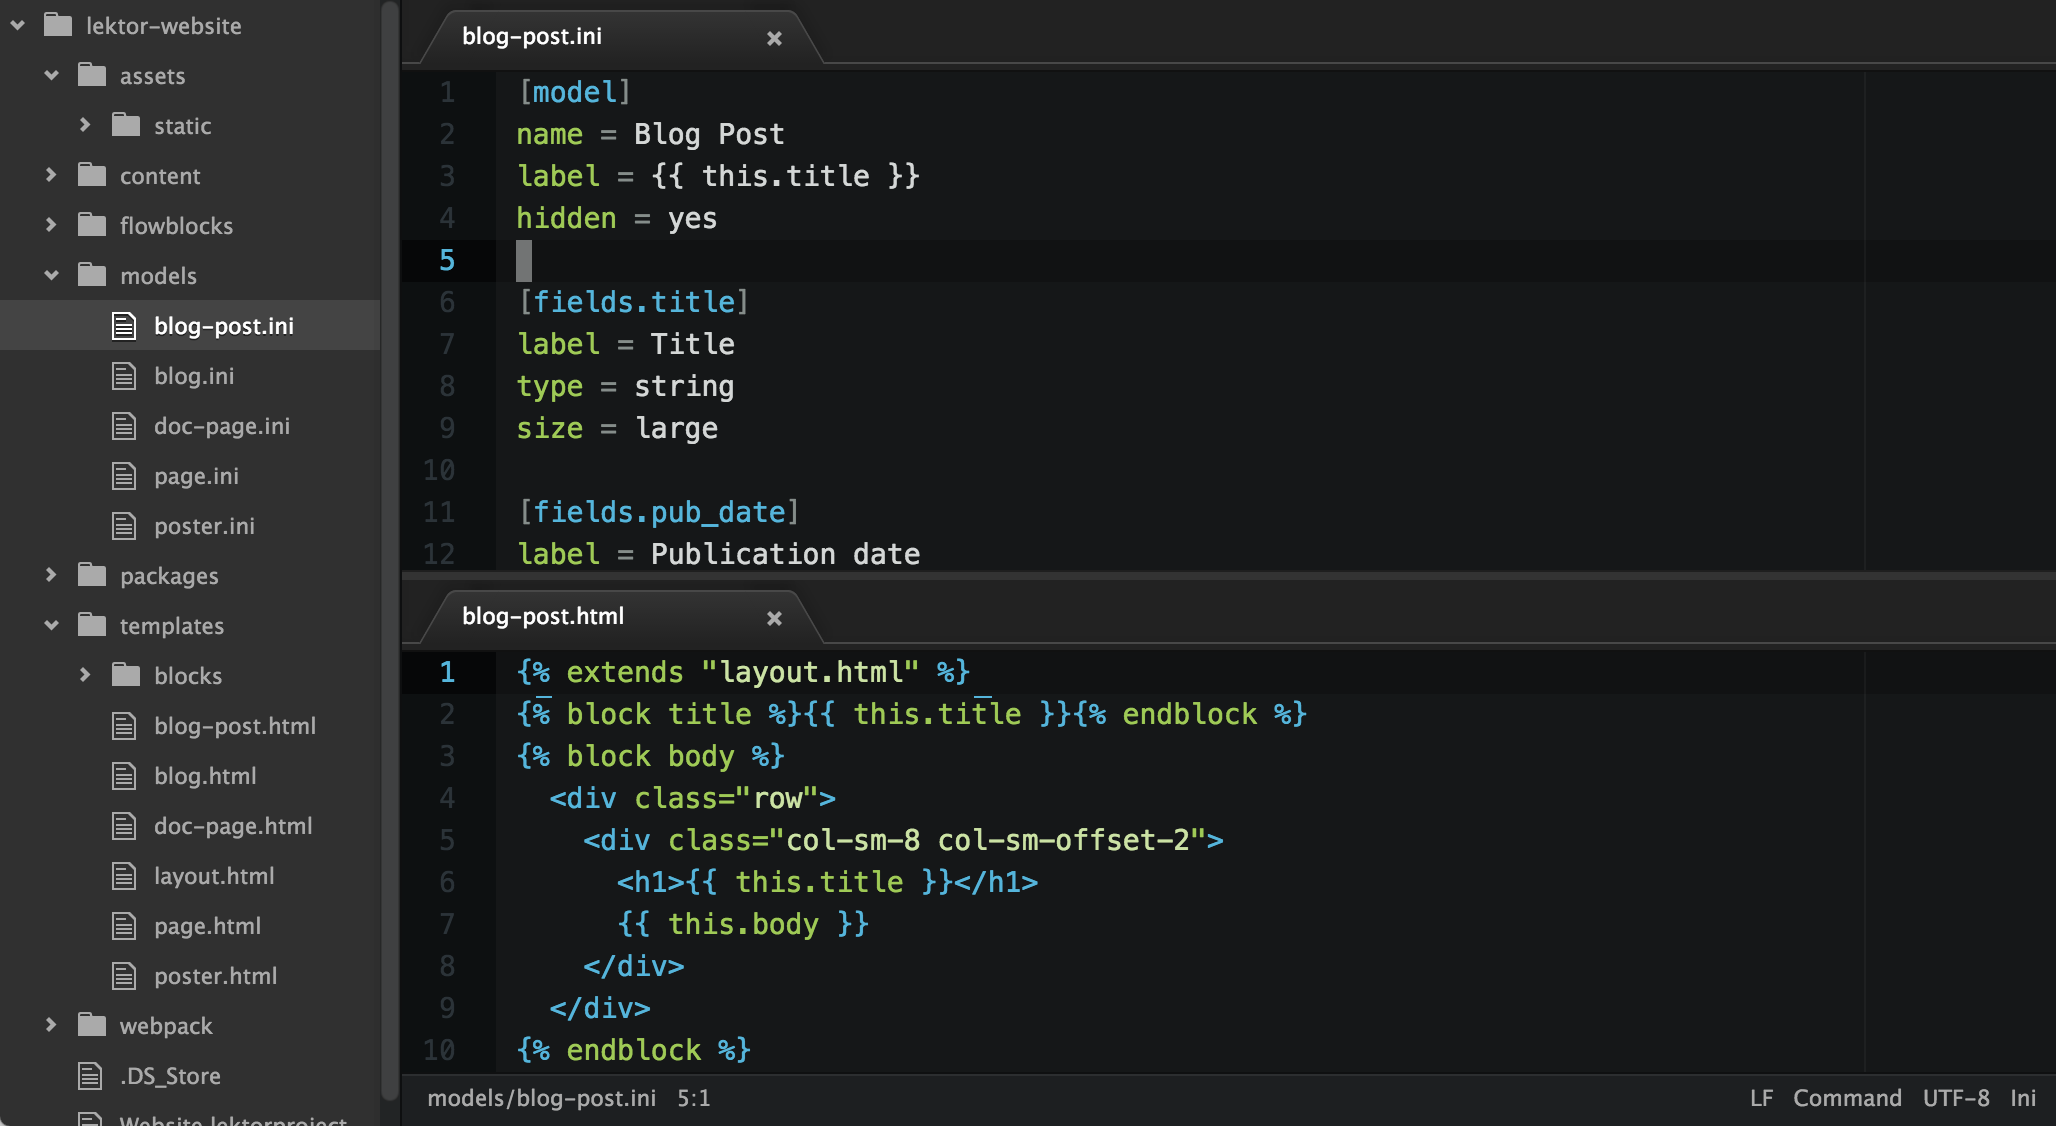 lektor-website
assets
static
content
flowblocks
models
blog-post.ini
blog.ini
doc-page.ini
page.ini
poster.ini
packages
templates
blocks
blog-post.html
blog.html
doc-page.html
layout.html
page.html
poster.html
webpack
.DS_Store
Website.lektorproject
blog-post.ini
1 [model]
2 name = Blog Post
3 label = {{ this.title }}
4 hidden = yes
5
6 [fields.title]
7 label = Title
8 type = string
9 size = large
10
11 [fields.pub_date]
12 label = Publication date
blog-post.html
1 {% extends "layout.html" %}
2 {% block title %}{{ this.title }}{% endblock %}
3 {% block body %}
4 <div class="row">
5 <div class="col-sm-8 col-sm-offset-2">
6 <h1>{{ this.title }}</h1>
7 {{ this.body }}
8 </div>
9 </div>
10 {% endblock %}
models/blog-post.ini 5:1 LF Command UTF-8 Ini